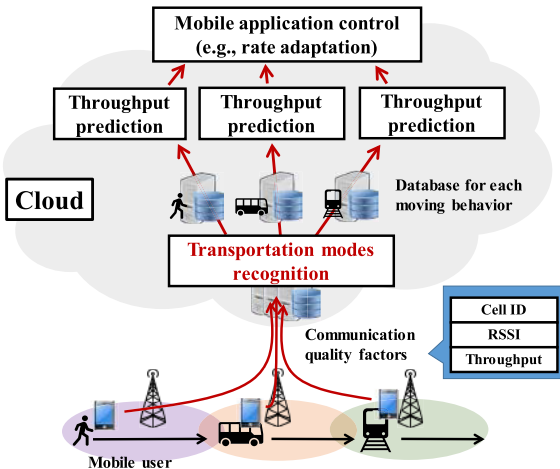 Mobile application control
(e.g., rate adaptation)
Throughput
prediction
Throughput
prediction
Throughput
prediction
Cloud
Database for each
moving behavior
Transportation modes
recognition
Communication
quality factors
Cell ID
RSSI
Throughput
Mobile user